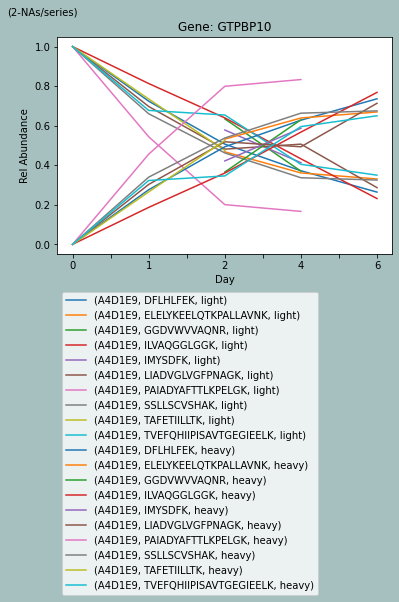 (2-NAs/series)
Gene: GTPBP10
1.0
0.8
0.6
0.4
0.2
0.0
Rel Abundance
0 1 2 4 6
Day
(A4D1E9, DFLHLFEK, light)
(A4D1E9, ELELYKEELQTKPALLAVNK, light)
(A4D1E9, GGDVWVVAQNR, light)
(A4D1E9, ILVAQGGLGGK, light)
(A4D1E9, IMYSDFK, light)
(A4D1E9, LIADVGLVGFPNAGK, light)
(A4D1E9, PAIADYAFTTLKPELGK, light)
(A4D1E9, SSLLSCVSHAK, light)
(A4D1E9, TAFETIILLTK, light)
(A4D1E9, TVEFQHIIPISAVTGEGIEELK, light)
(A4D1E9, DFLHLFEK, heavy)
(A4D1E9, ELELYKEELQTKPALLAVNK, heavy)
(A4D1E9, GGDVWVVAQNR, heavy)
(A4D1E9, ILVAQGGLGGK, heavy)
(A4D1E9, IMYSDFK, heavy)
(A4D1E9, LIADVGLVGFPNAGK, heavy)
(A4D1E9, PAIADYAFTTLKPELGK, heavy)
(A4D1E9, SSLLSCVSHAK, heavy)
(A4D1E9, TAFETIILLTK, heavy)
(A4D1E9, TVEFQHIIPISAVTGEGIEELK, heavy)